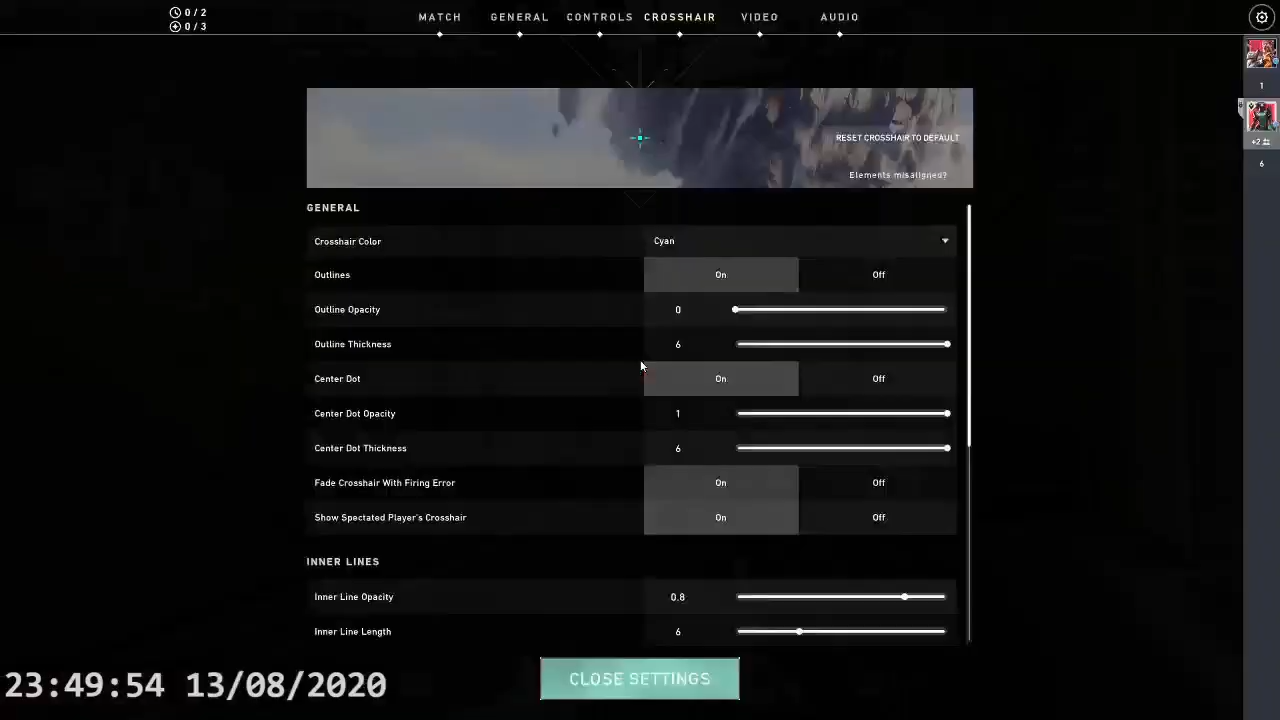 0 / 2
0 / 3
MATCH GENERAL CONTROLS CROSSHAIR VIDEO AUDIO
1
RESET CROSSHAIR TO DEFAULT
+2
Elements misaligned?
6
GENERAL
Crosshair Color Cyan
Outlines On Off
Outline Opacity 0
Outline Thickness 6
Center Dot On Off
Center Dot Opacity 1
Center Dot Thickness 6
Fade Crosshair With Firing Error On Off
Show Spectated Player's Crosshair On Off
INNER LINES
Inner Line Opacity 0.8
Inner Line Length 6
CLOSE SETTINGS
23:49:54 13/08/2020